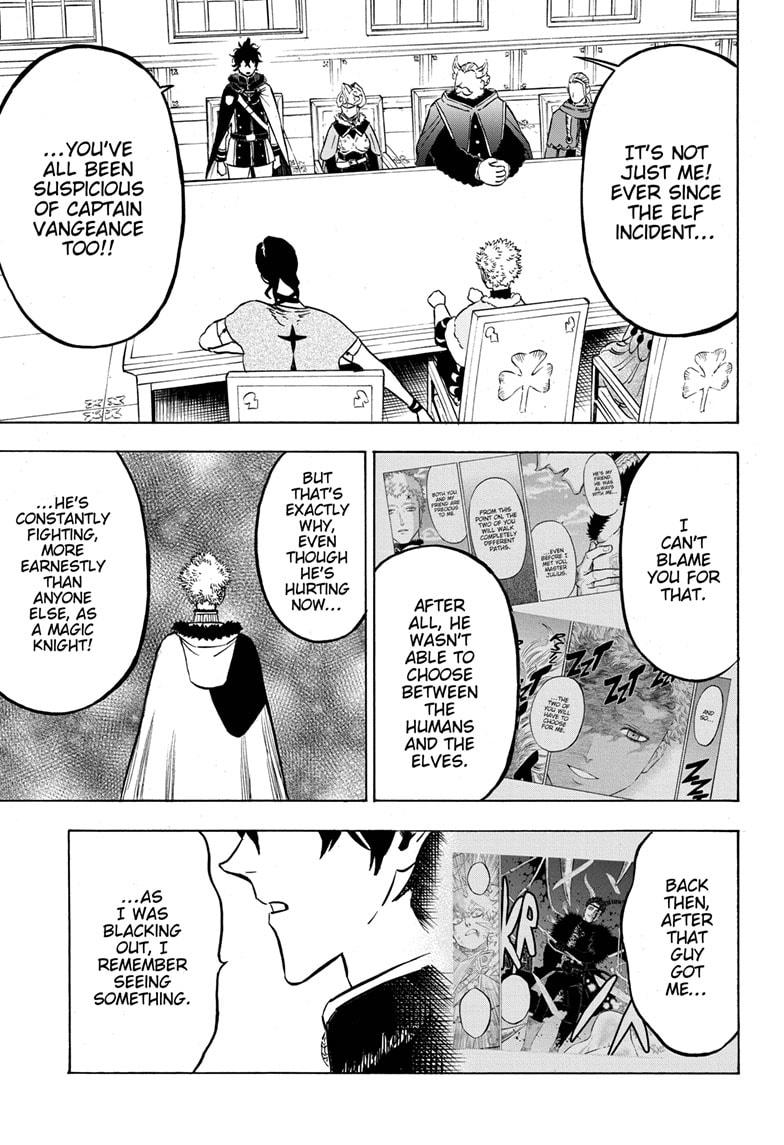 IT'S NOT
JUST ME!
EVER SINCE
THE ELF
INCIDENT...
...YOU'VE
ALL BEEN
SUSPICIOUS
OF CAPTAIN
VANGEANCE
TOO!!
I
CAN'T
BLAME
YOU FOR
THAT.
HE'S MY
FRIEND.
HE WAS
ALWAYS
WITH ME...
...EVEN
BEFORE I
MET YOU,
MASTER
JULIUS.
FROM THIS
POINT ON, THE
TWO OF YOU
WILL WALK
COMPLETELY
DIFFERENT
PATHS.
BOTH YOU
AND MY
FRIEND ARE
PRECIOUS
TO ME.
AND
SO...
...THE
TWO OF
YOU WILL
HAVE TO
CHOOSE
FOR ME.
ZZT
ZZT
ZZT
AFTER
ALL, HE
WASN'T
ABLE TO
CHOOSE
BETWEEN
THE
HUMANS
AND THE
ELVES.
BUT
THAT'S
EXACTLY
WHY,
EVEN
THOUGH
HE'S
HURTING
NOW...
...HE'S
CONSTANTLY
FIGHTING,
MORE
EARNESTLY
THAN
ANYONE
ELSE, AS
A MAGIC
KNIGHT!
BACK
THEN,
AFTER
THAT
GUY
GOT
ME...
KR
...AS
I WAS
BLACKING
OUT, I
REMEMBER
SEEING
SOMETHING.